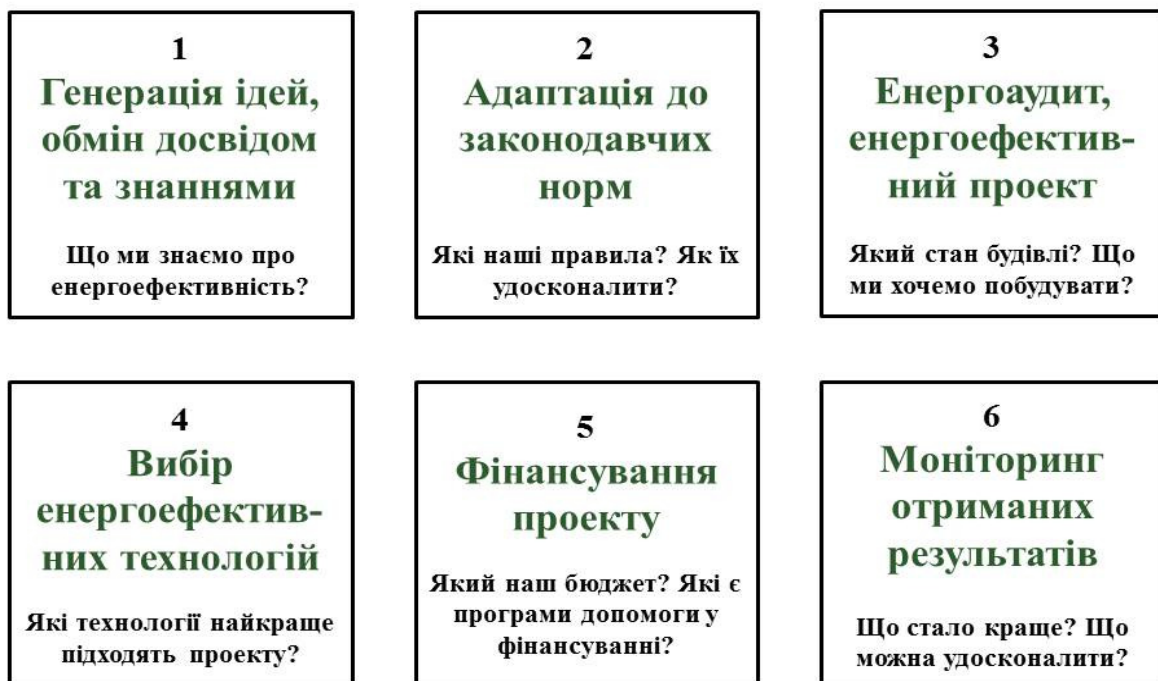 1
Генерація ідей,
обмін досвідом
та знаннями
Що ми знаємо про
енергоефективність?
2
Адаптація до
законодавчих
норм
Які наші правила? Як їх
удосконалити?
3
Енергоаудит,
енергоефектив-
ний проект
Який стан будівлі? Що
ми хочемо побудувати?
4
Вибір
енергоефектив-
них технологій
Які технології найкраще
підходять проекту?
5
Фінансування
проекту
Який наш бюджет? Які є
програми допомоги у
фінансуванні?
6
Моніторинг
отриманих
результатів
Що стало краще? Що
можна удосконалити?